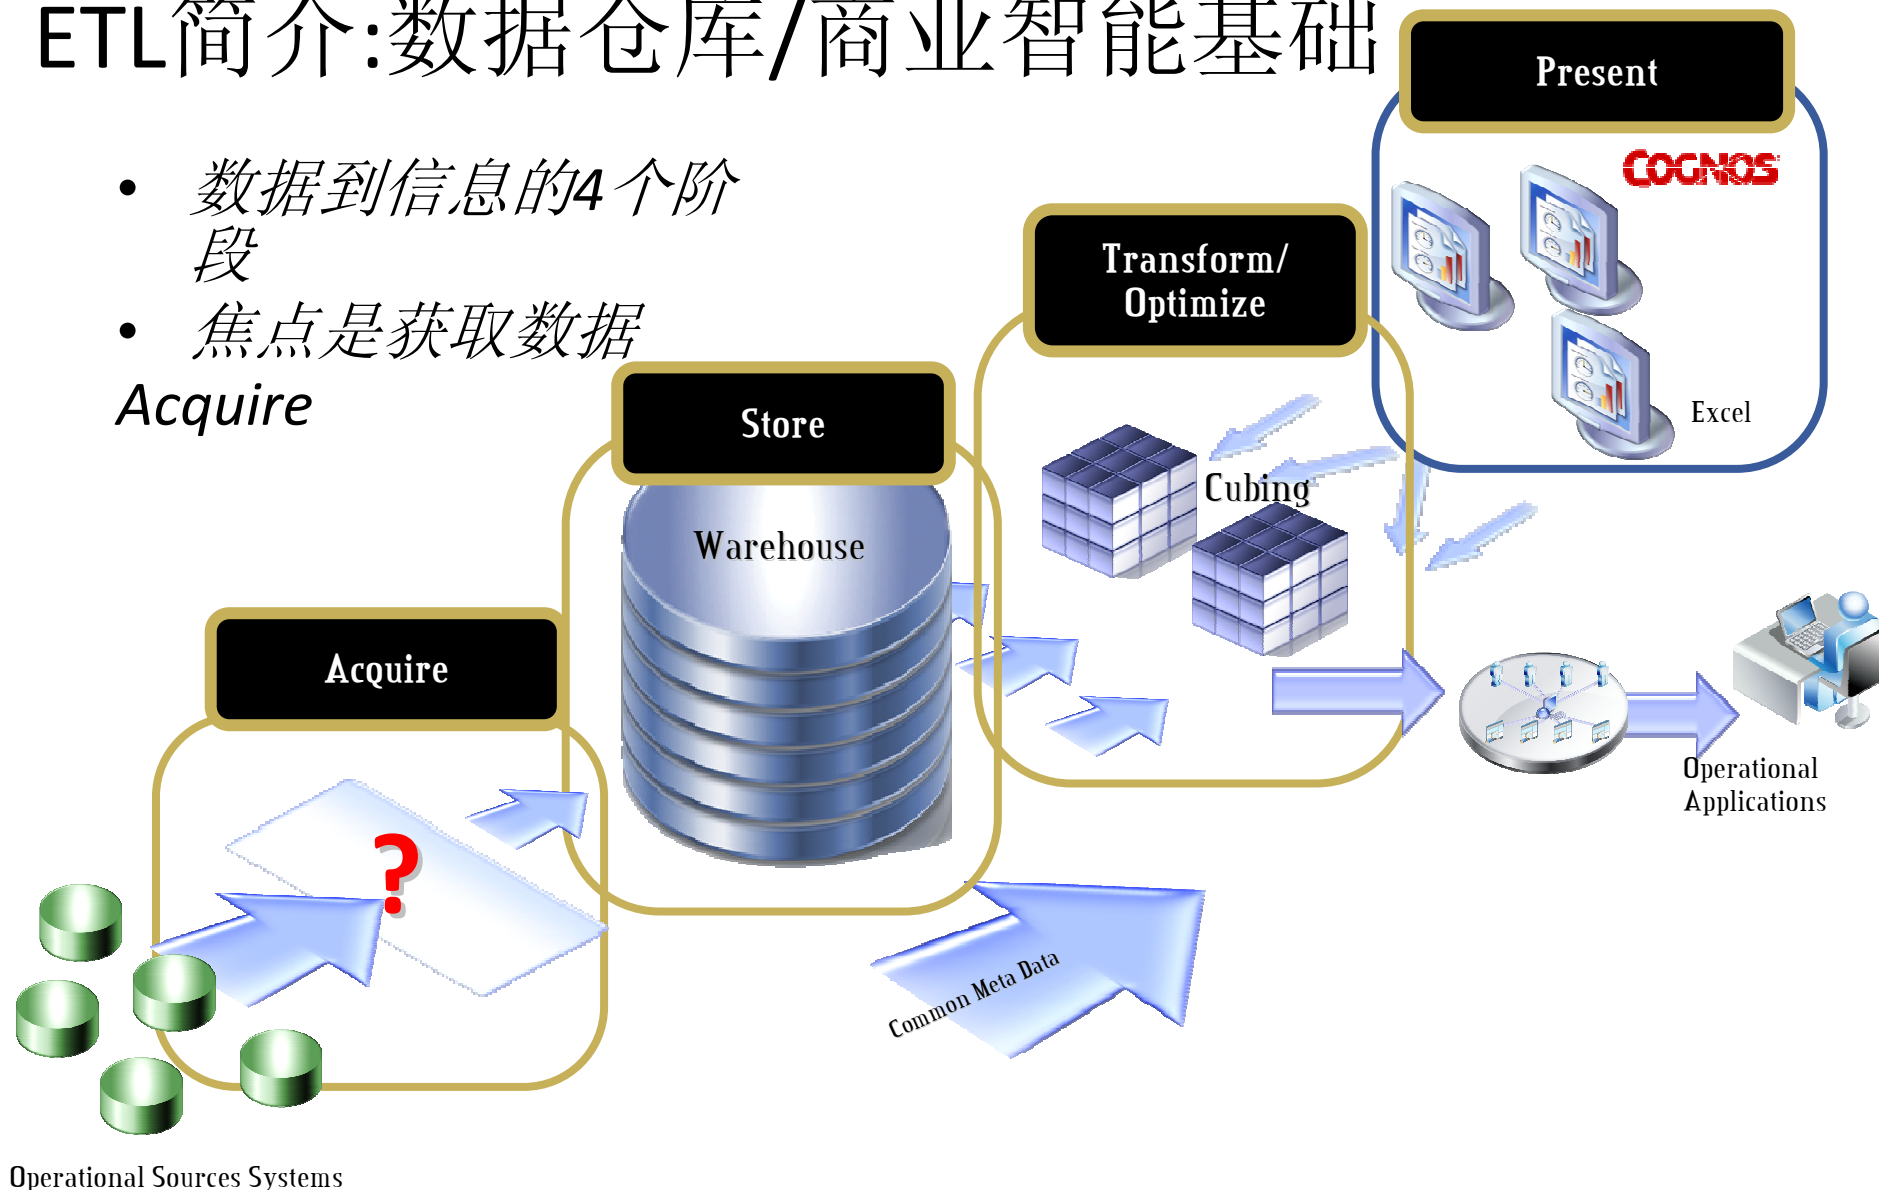 ETL简介:数据仓库/商业智能基础
• 数据到信息的4个阶
段
• 焦点是获取数据
Acquire
Present
COGNOS
Excel
Transform/
Optimize
Cubing
Store
Warehouse
Acquire
?
Operational
Applications
Common Meta Data
Operational Sources Systems